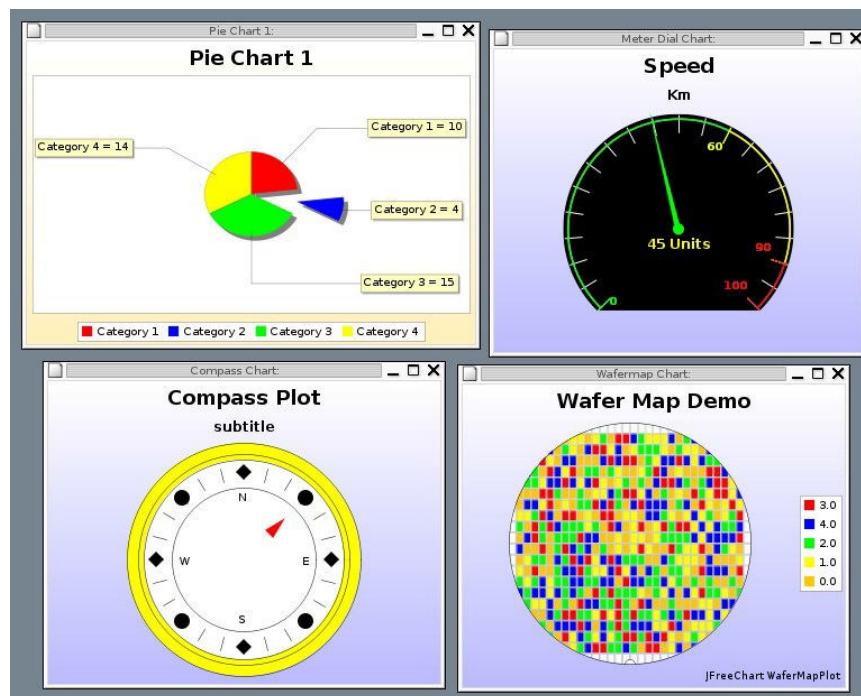 Pie Chart 1:
Pie Chart 1
Category 1 = 10
Category 4 = 14
Category 2 = 4
Category 3 = 15
Category 1 Category 2 Category 3 Category 4
Meter Dial Chart:
Speed
Km
60
45 Units
90
100
0
Compass Chart:
Compass Plot
subtitle
N
W
E
S
Wafermap Chart:
Wafer Map Demo
3.0
4.0
2.0
1.0
0.0
JFreeChart WaferMapPlot